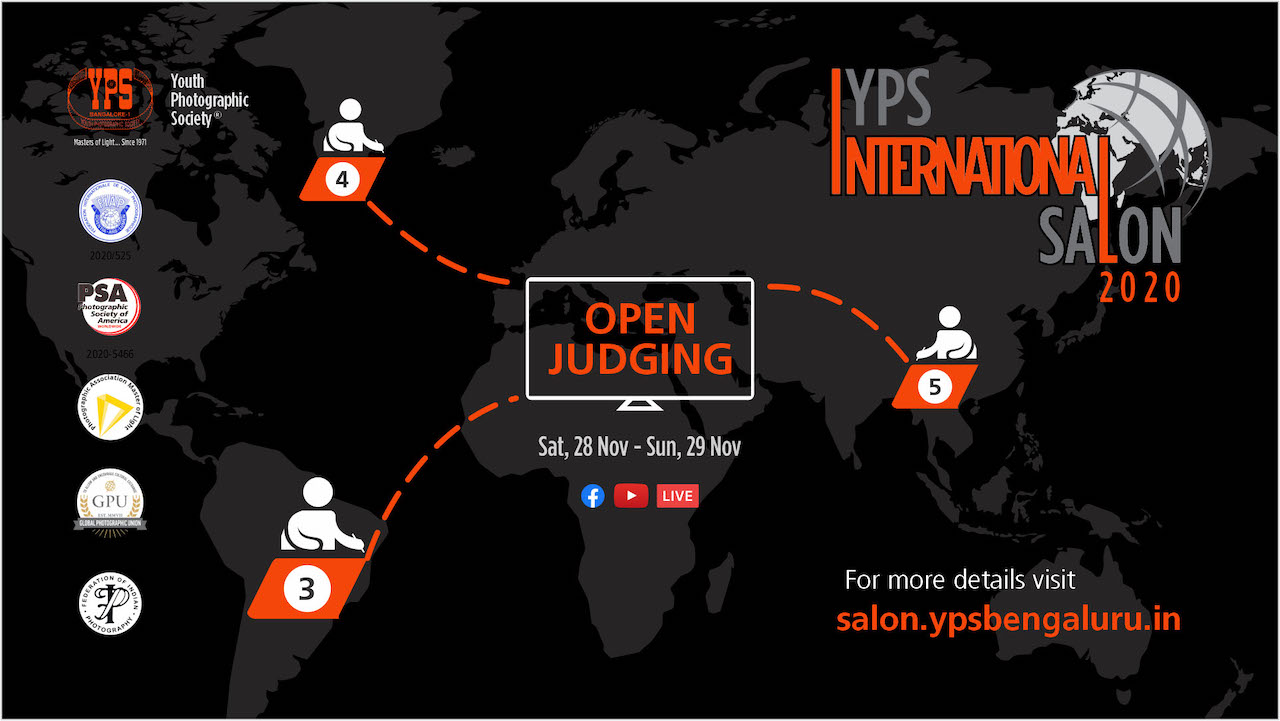 YPS
BANGALORE-1
Masters of Light... Since 1971
Youth
Photographic
Society®
FIAP
2020/525
PSA
Photographic
Society of
America
WORLDWIDE
2020-5466
Photographic Association Master of Light
GPU
EST. MMVII
GLOBAL PHOTOGRAPHIC UNION
FEDERATION OF INDIAN PHOTOGRAPHY
4
3
5
OPEN
JUDGING
Sat, 28 Nov - Sun, 29 Nov
LIVE
YPS
INTERNATIONAL
SALON
2020
For more details visit
salon.ypsbengaluru.in